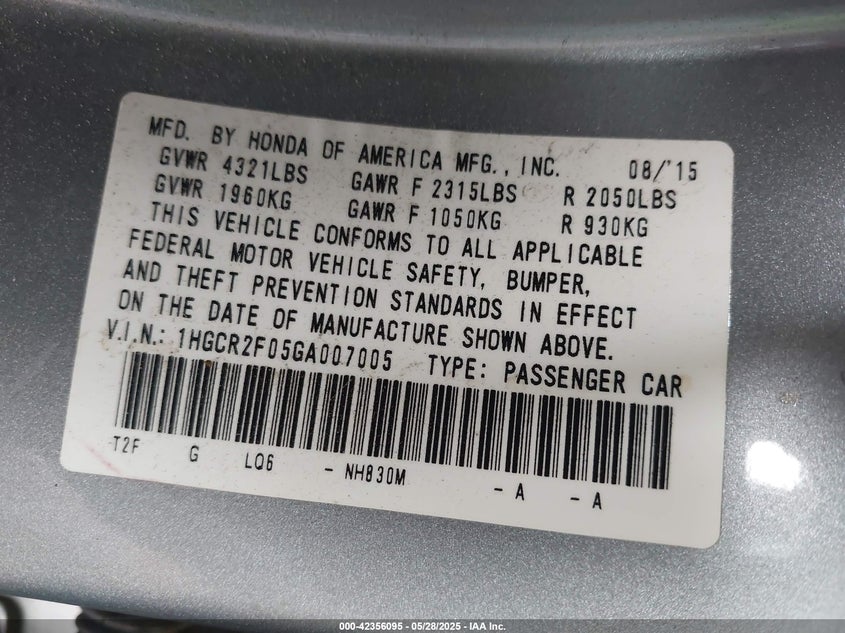 MFD. BY HONDA OF AMERICA MFG., INC. 08/'15
GVWR 4321LBS GAWR F 2315LBS R 2050LBS
GVWR 1960KG GAWR F 1050KG R 930KG
THIS VEHICLE CONFORMS TO ALL APPLICABLE
FEDERAL MOTOR VEHICLE SAFETY, BUMPER,
AND THEFT PREVENTION STANDARDS IN EFFECT
ON THE DATE OF MANUFACTURE SHOWN ABOVE.
V.I.N.: 1HGCR2F05GA007005 TYPE: PASSENGER CAR
T2F G LQ6 - NH830M - A - A
000-42356095 - 05/28/2025 - IAA Inc.